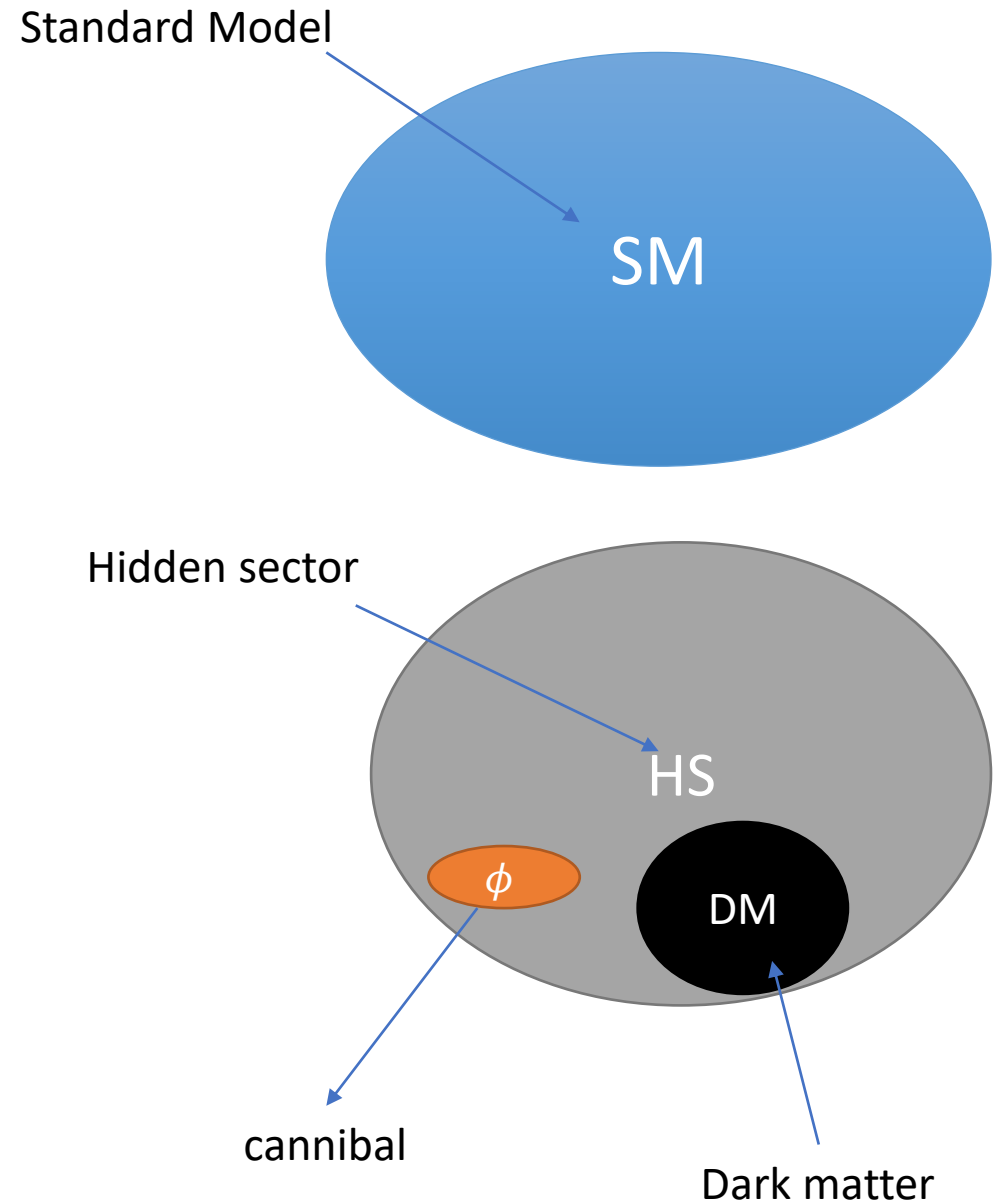 Standard Model
SM
Hidden sector
HS
ϕ
DM
cannibal
Dark matter